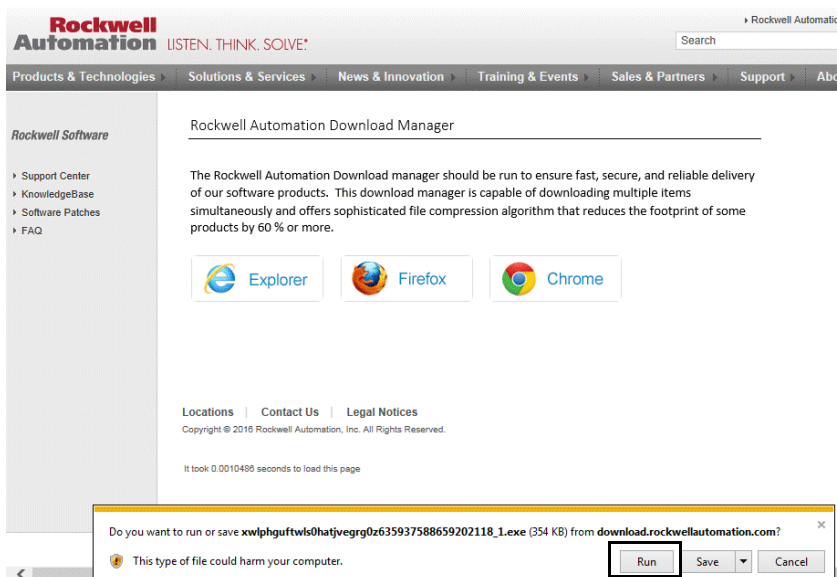 Rockwell
Automation LISTEN. THINK. SOLVE.®
Rockwell Automatio
Search
Products & Technologies Solutions & Services News & Innovation Training & Events Sales & Partners Support Abo
Rockwell Software
Support Center
KnowledgeBase
Software Patches
FAQ
Rockwell Automation Download Manager
The Rockwell Automation Download manager should be run to ensure fast, secure, and reliable delivery
of our software products. This download manager is capable of downloading multiple items
simultaneously and offers sophisticated file compression algorithm that reduces the footprint of some
products by 60 % or more.
Explorer Firefox Chrome
Locations | Contact Us | Legal Notices
Copyright © 2016 Rockwell Automation, Inc. All Rights Reserved.
It took 0.0010486 seconds to load this page
Do you want to run or save xwlphguftwls0hatjvegrg0z635937588659202118_1.exe (354 KB) from download.rockwellautomation.com?
This type of file could harm your computer.
Run Save Cancel